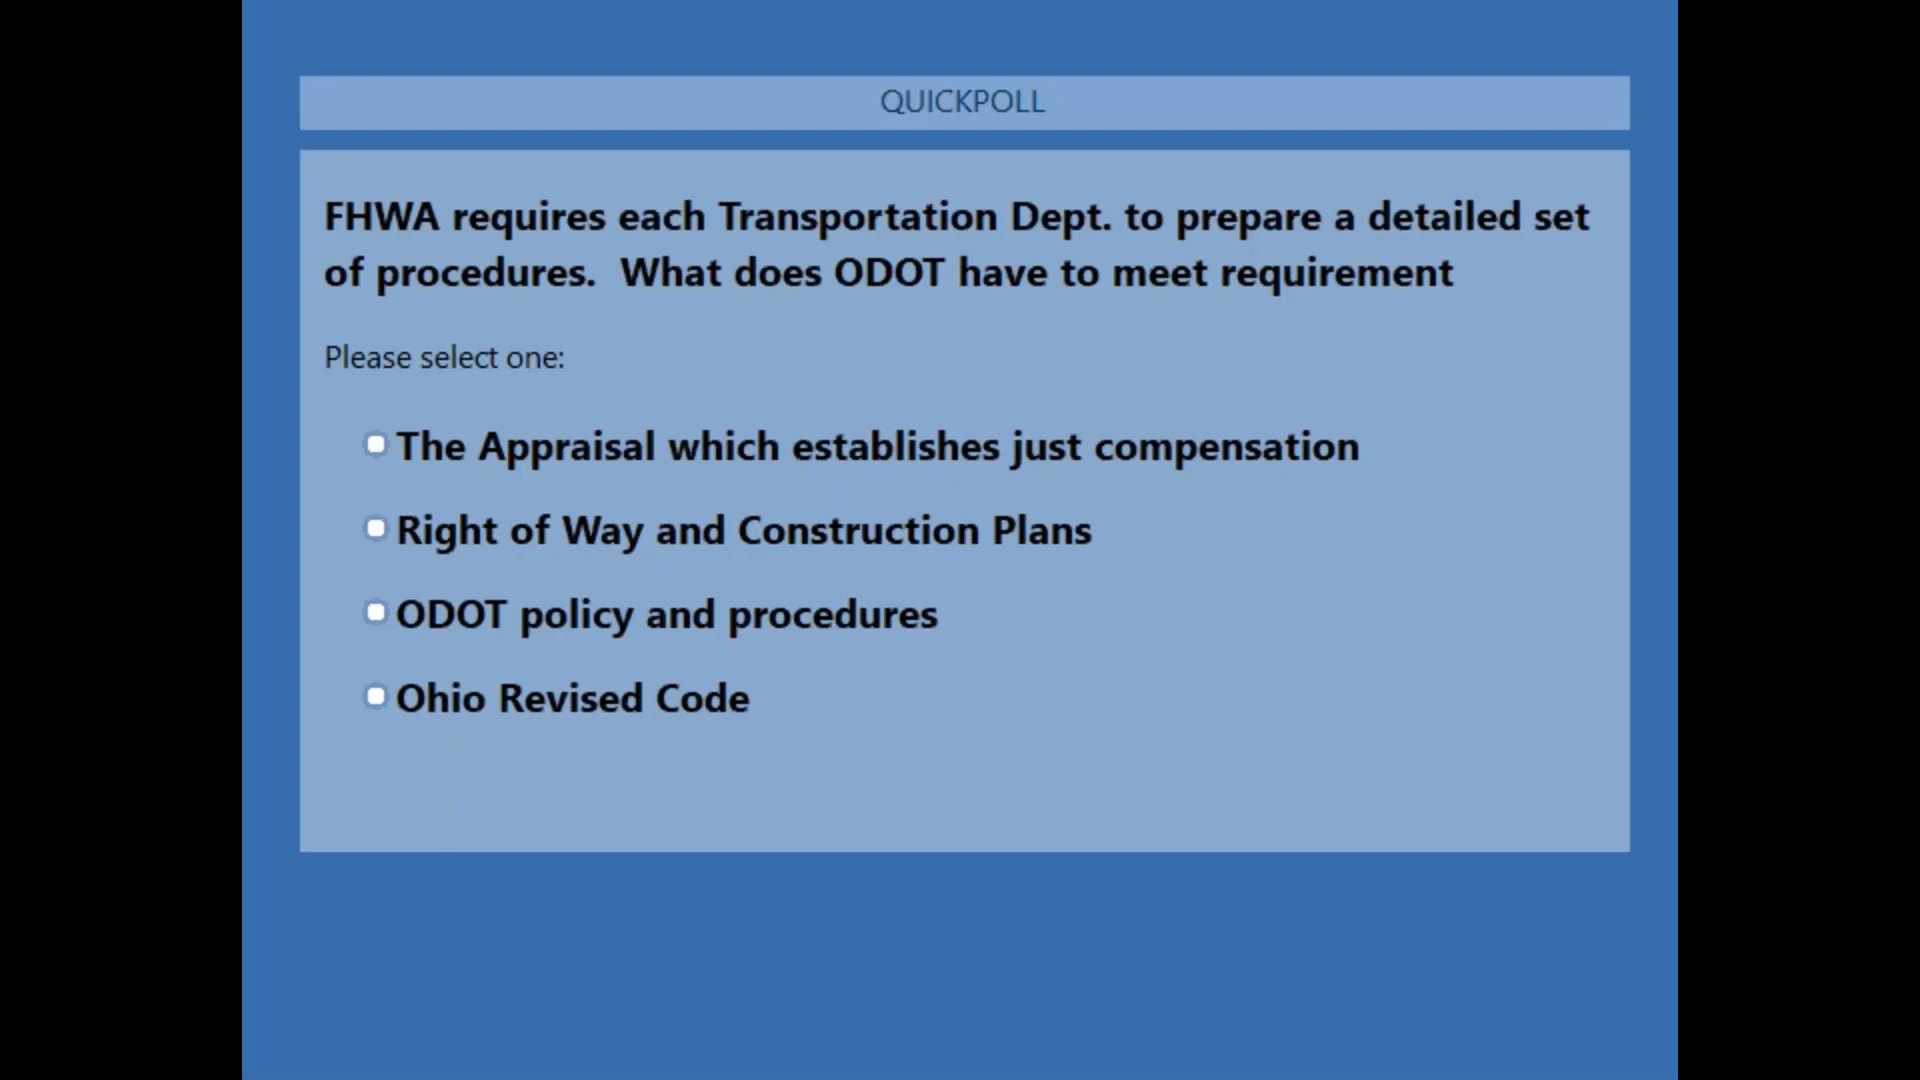 QUICKPOLL
FHWA requires each Transportation Dept. to prepare a detailed set
of procedures.  What does ODOT have to meet requirement
Please select one:
The Appraisal which establishes just compensation
Right of Way and Construction Plans
ODOT policy and procedures
Ohio Revised Code